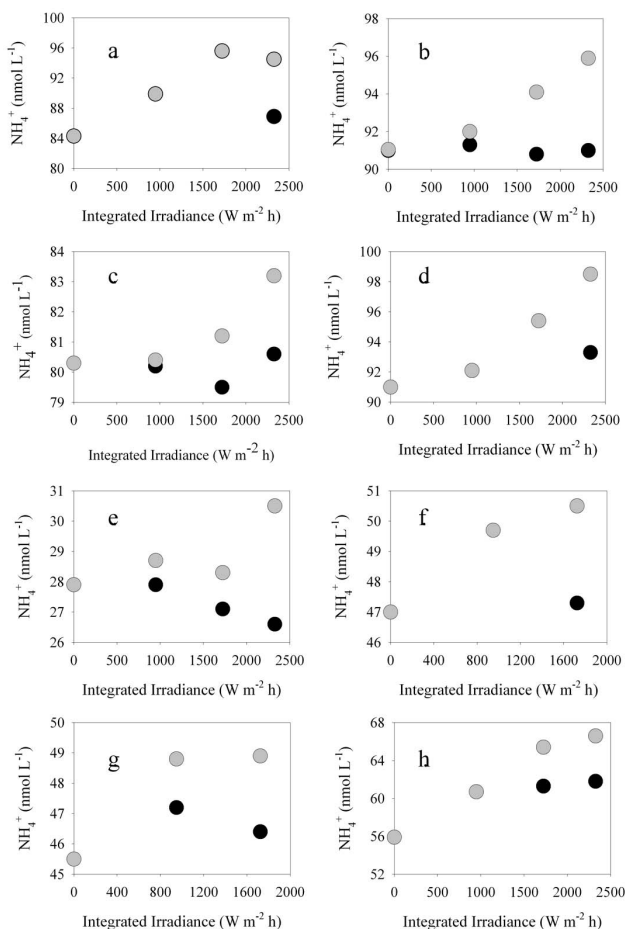 a
NH4+ (nmol L-1)
100
96
92
88
84
80
0 500 1000 1500 2000 2500
Integrated Irradiance (W m-2 h)
b
NH4+ (nmol L-1)
98
96
94
92
90
0 500 1000 1500 2000 2500
Integrated Irradiance (W m-2 h)
c
NH4+ (nmol L-1)
84
83
82
81
80
79
0 500 1000 1500 2000 2500
Integrated Irradiance (W m-2 h)
d
NH4+ (nmol L-1)
100
98
96
94
92
90
0 500 1000 1500 2000 2500
Integrated Irradiance (W m-2 h)
e
NH4+ (nmol L-1)
31
30
29
28
27
26
0 500 1000 1500 2000 2500
Integrated Irradiance (W m-2 h)
f
NH4+ (nmol L-1)
51
50
49
48
47
46
0 400 800 1200 1600 2000
Integrated Irradiance (W m-2 h)
g
NH4+ (nmol L-1)
50
49
48
47
46
45
0 400 800 1200 1600 2000
Integrated Irradiance (W m-2 h)
h
NH4+ (nmol L-1)
68
64
60
56
52
0 500 1000 1500 2000 2500
Integrated Irradiance (W m-2 h)